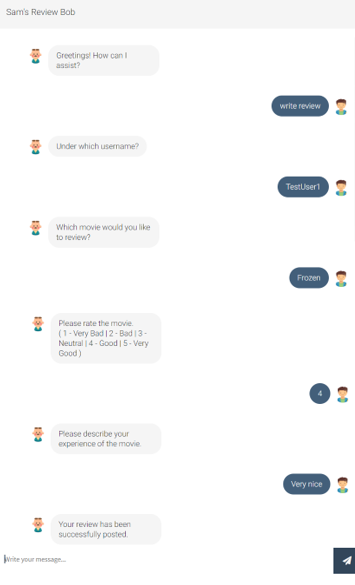 Sam's Review Bob
Greetings! How can I
assist?
write review
Under which username?
TestUser1
Which movie would you like
to review?
Frozen
Please rate the movie.
( 1 - Very Bad | 2 - Bad | 3 -
Neutral | 4 - Good | 5 - Very
Good )
4
Please describe your
experience of the movie.
Very nice
Your review has been
successfully posted.
Write your message...